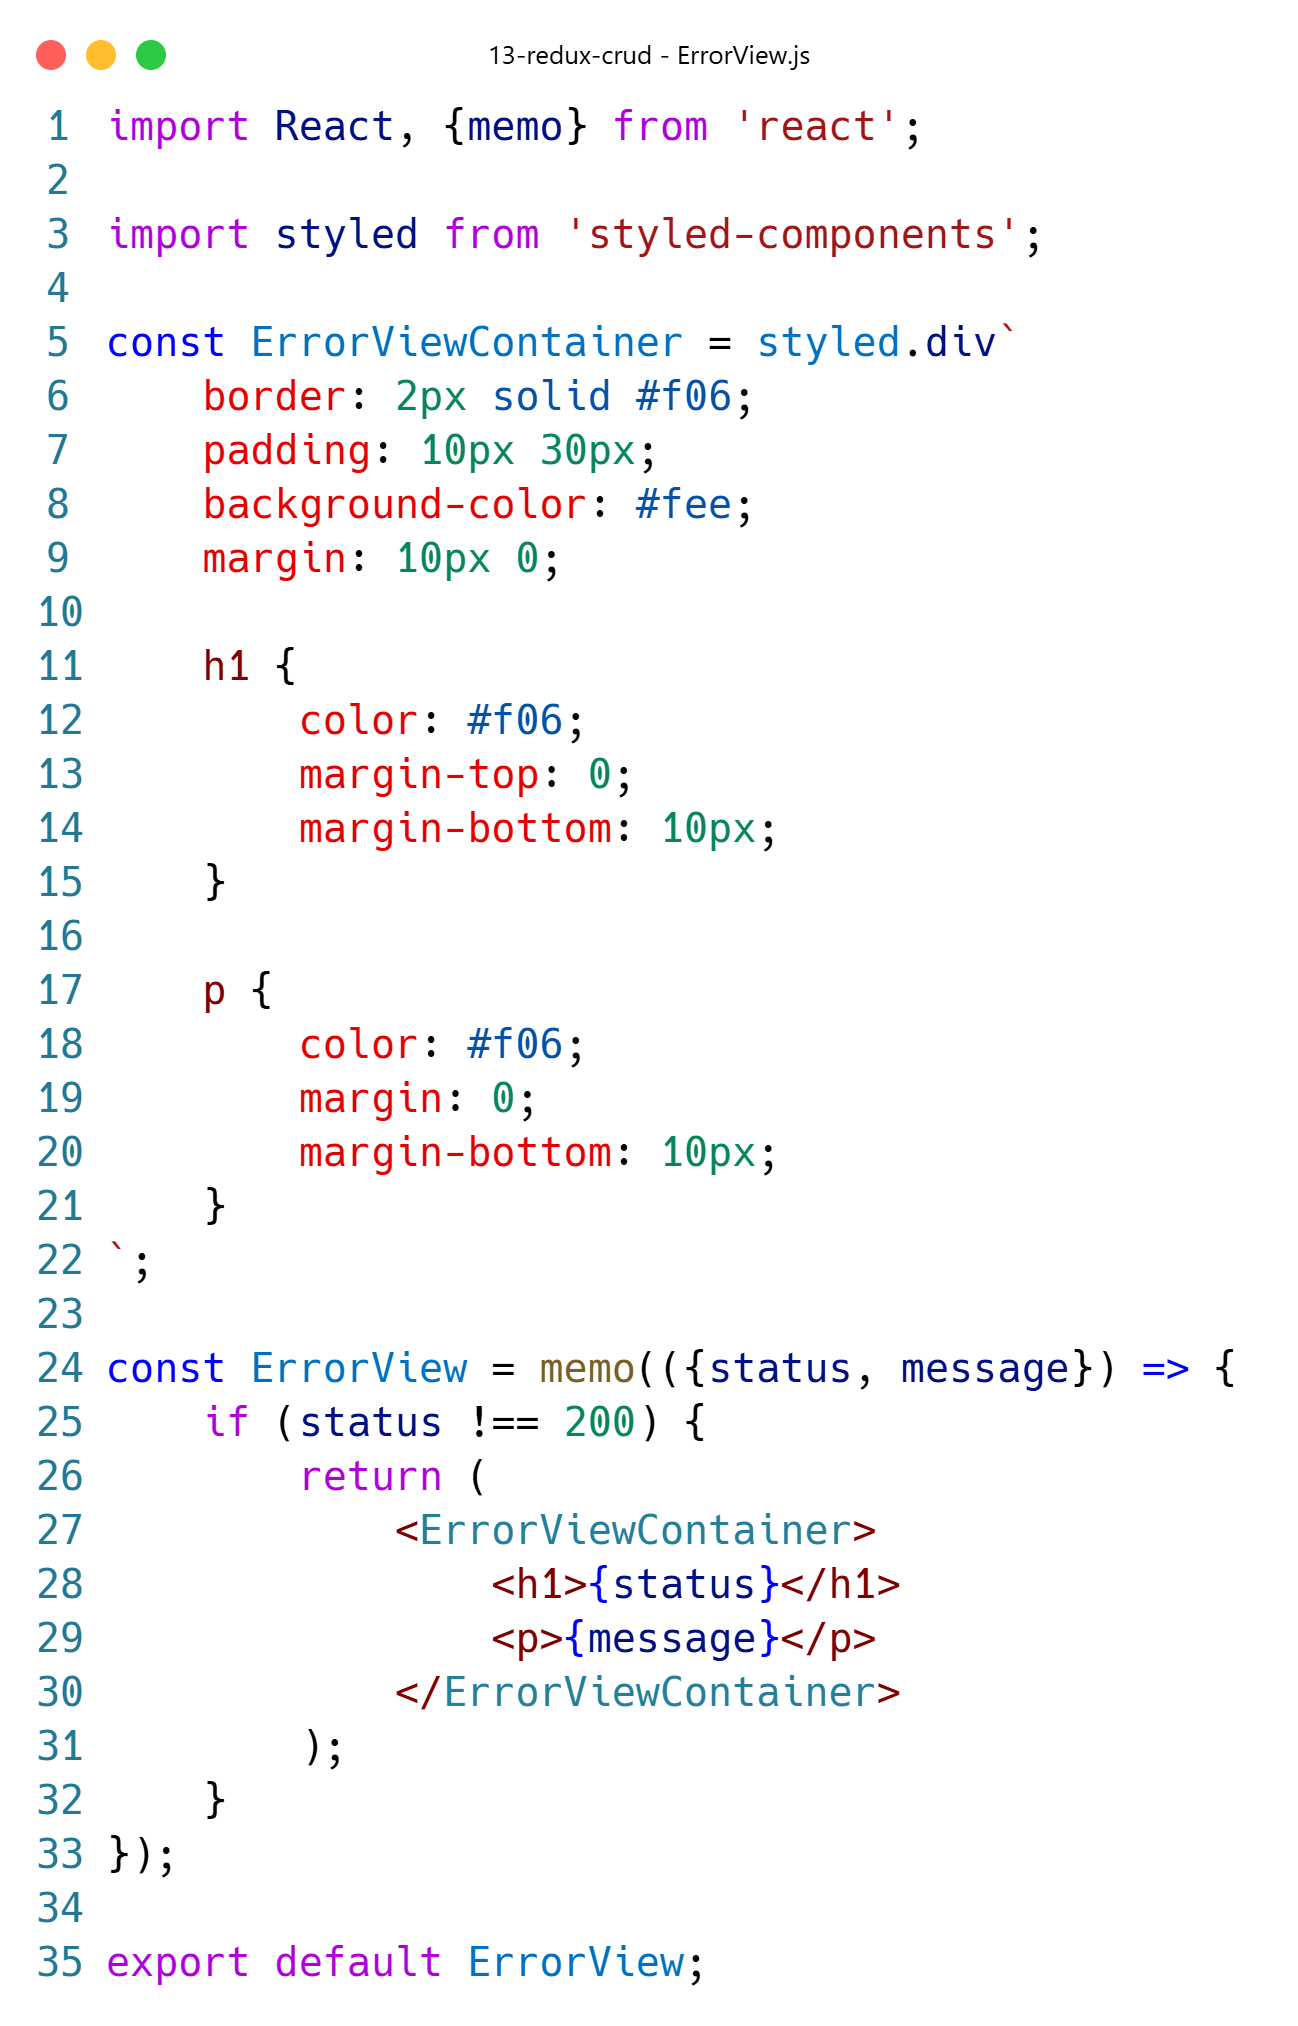 13-redux-crud - ErrorView.js
1 import React, {memo} from 'react';
2
3 import styled from 'styled-components';
4
5 const ErrorViewContainer = styled.div`
6     border: 2px solid #f06;
7     padding: 10px 30px;
8     background-color: #fee;
9     margin: 10px 0;
10
11     h1 {
12         color: #f06;
13         margin-top: 0;
14         margin-bottom: 10px;
15     }
16
17     p {
18         color: #f06;
19         margin: 0;
20         margin-bottom: 10px;
21     }
22 `;
23
24 const ErrorView = memo(({status, message}) => {
25     if (status !== 200) {
26         return (
27             <ErrorViewContainer>
28                 <h1>{status}</h1>
29                 <p>{message}</p>
30             </ErrorViewContainer>
31         );
32     }
33 });
34
35 export default ErrorView;